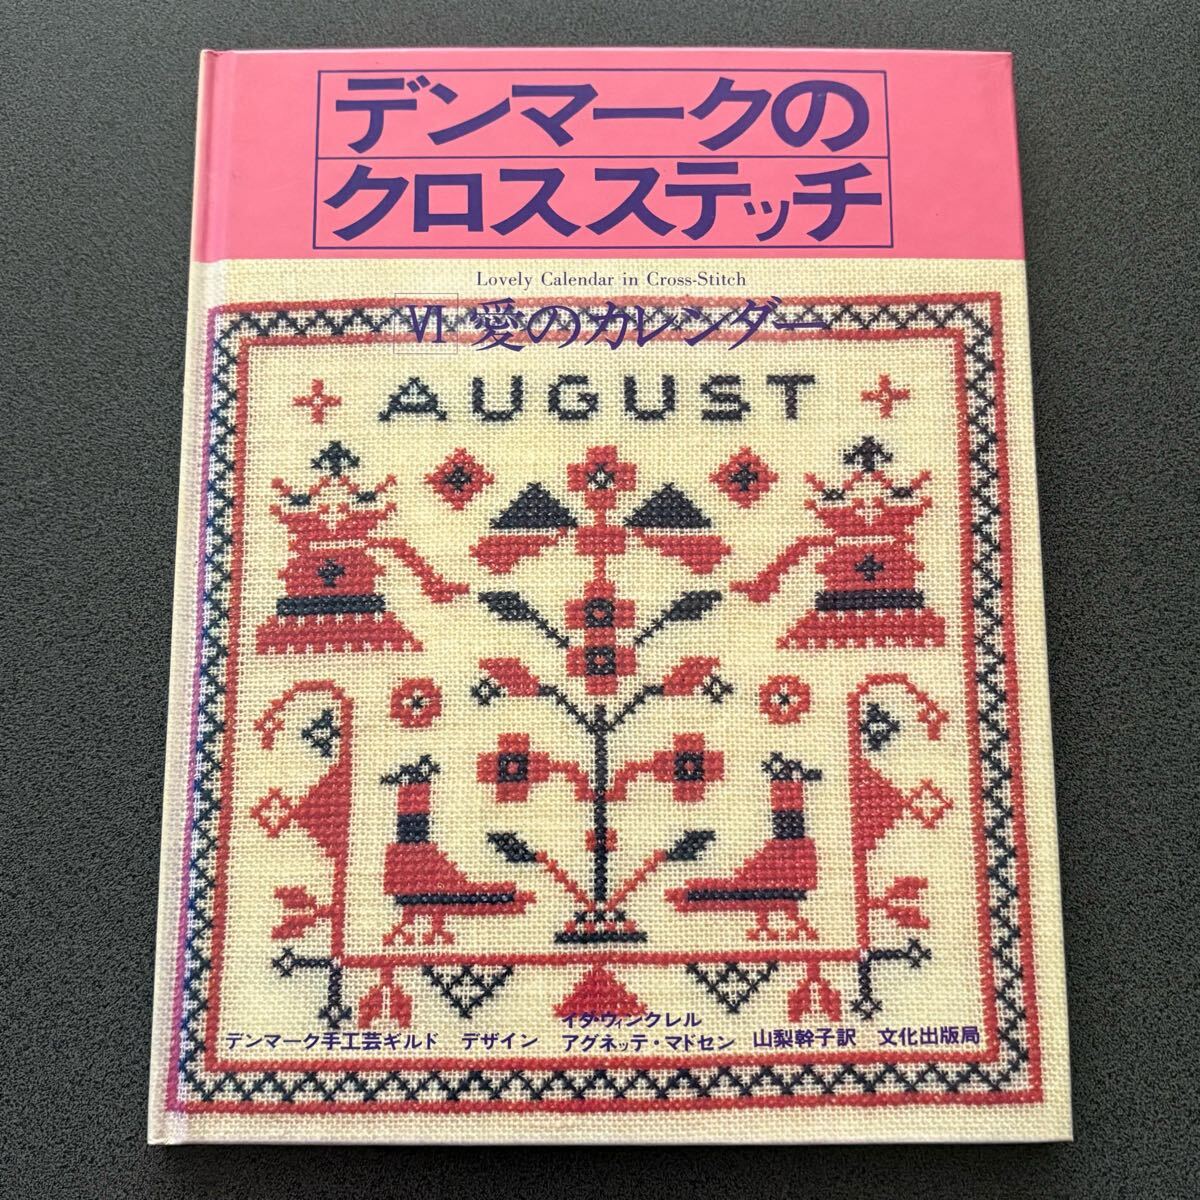 デンマークの
クロスステッチ
Lovely Calendar in Cross-Stitch
VI 愛のカレンダー
AUGUST
デンマーク手工芸ギルド デザイン イダ・ウィンクレル
アグネッテ・マドセン 山梨幹子訳 文化出版局